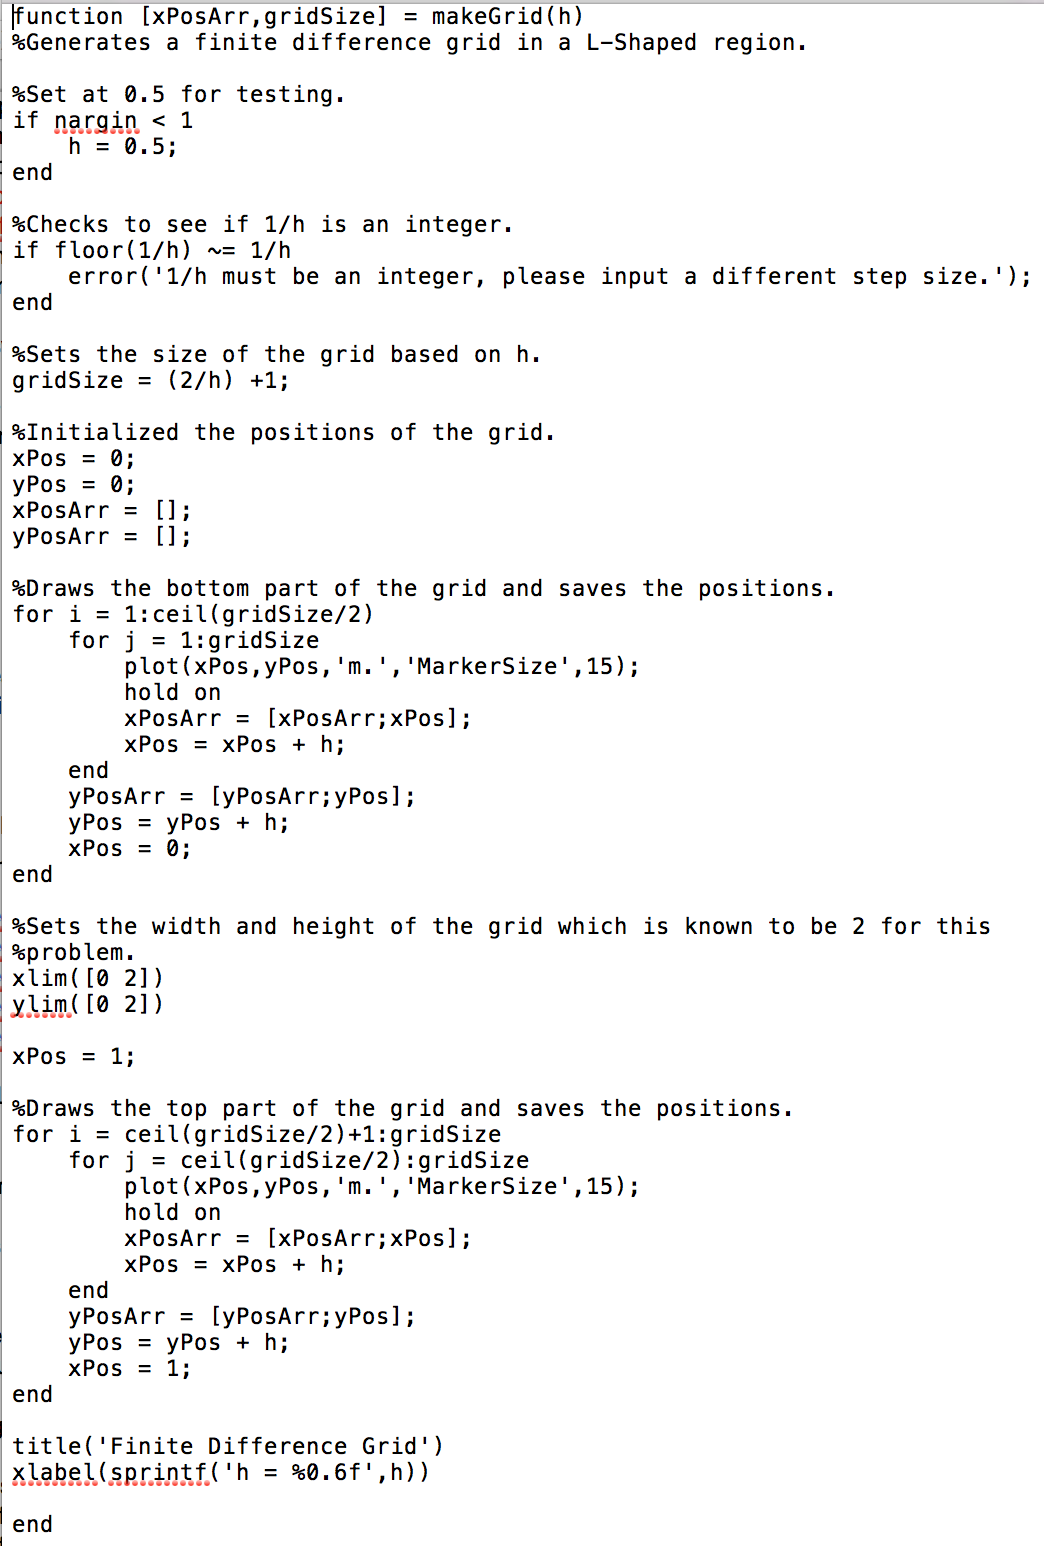 function [xPosArr,gridSize] = makeGrid(h)
%Generates a finite difference grid in a L-Shaped region.

%Set at 0.5 for testing.
if nargin < 1
    h = 0.5;
end

%Checks to see if 1/h is an integer.
if floor(1/h) ~= 1/h
    error('1/h must be an integer, please input a different step size.');
end

%Sets the size of the grid based on h.
gridSize = (2/h) +1;

%Initialized the positions of the grid.
xPos = 0;
yPos = 0;
xPosArr = [];
yPosArr = [];

%Draws the bottom part of the grid and saves the positions.
for i = 1:ceil(gridSize/2)
    for j = 1:gridSize
        plot(xPos,yPos,'m.','MarkerSize',15);
        hold on
        xPosArr = [xPosArr;xPos];
        xPos = xPos + h;
    end
    yPosArr = [yPosArr;yPos];
    yPos = yPos + h;
    xPos = 0;
end

%Sets the width and height of the grid which is known to be 2 for this
%problem.
xlim([0 2])
ylim([0 2])

xPos = 1;

%Draws the top part of the grid and saves the positions.
for i = ceil(gridSize/2)+1:gridSize
    for j = ceil(gridSize/2):gridSize
        plot(xPos,yPos,'m.','MarkerSize',15);
        hold on
        xPosArr = [xPosArr;xPos];
        xPos = xPos + h;
    end
    yPosArr = [yPosArr;yPos];
    yPos = yPos + h;
    xPos = 1;
end

title('Finite Difference Grid')
xlabel(sprintf('h = %0.6f',h))

end